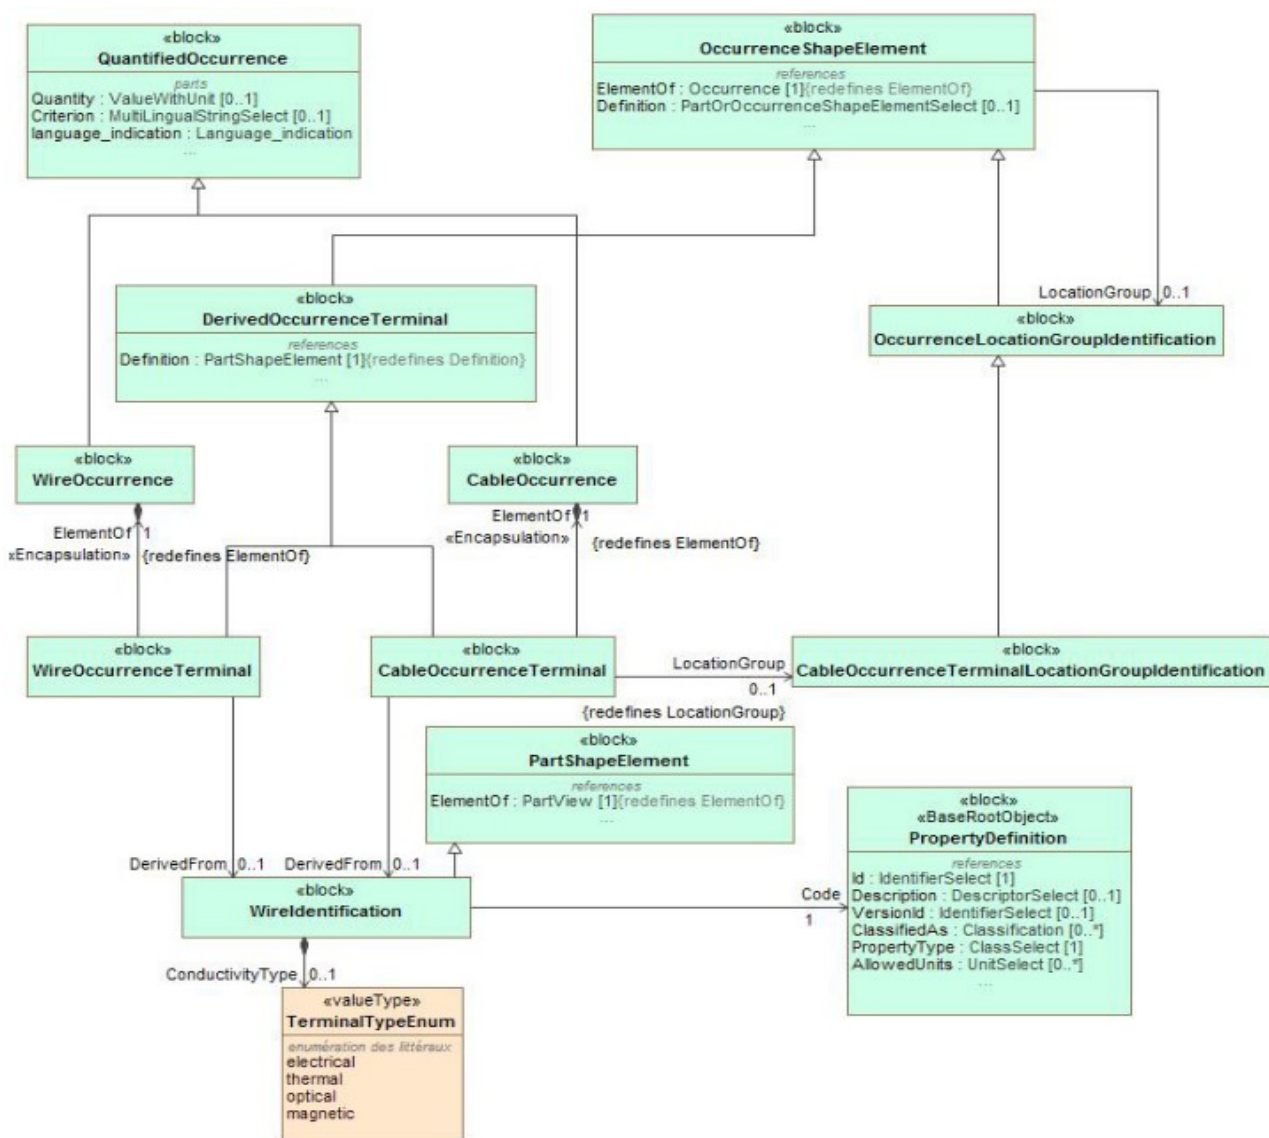 «block»
QuantifiedOccurrence
parts
Quantity : ValueWithUnit [0..1]
Criterion : MultiLingualStringSelect [0..1]
language_indication : Language_indication
...
«block»
OccurrenceShapeElement
references
ElementOf : Occurrence [1]{redefines ElementOf}
Definition : PartOrOccurrenceShapeElementSelect [0..1]
...
«block»
DerivedOccurrenceTerminal
references
Definition : PartShapeElement [1]{redefines Definition}
...
LocationGroup 0..1
«block»
OccurrenceLocationGroupIdentification
«block»
WireOccurrence
«block»
CableOccurrence
ElementOf 1
«Encapsulation» {redefines ElementOf}
ElementOf 1
«Encapsulation» {redefines ElementOf}
«block»
WireOccurrenceTerminal
«block»
CableOccurrenceTerminal
LocationGroup
0..1
{redefines LocationGroup}
«block»
CableOccurrenceTerminalLocationGroupIdentification
«block»
PartShapeElement
references
ElementOf : PartView [1]{redefines ElementOf}
...
«block»
«BaseRootObject»
PropertyDefinition
references
Id : IdentifierSelect [1]
Description : DescriptorSelect [0..1]
VersionId : IdentifierSelect [0..1]
ClassifiedAs : Classification [0..*]
PropertyType : ClassSelect [1]
AllowedUnits : UnitSelect [0..*]
...
DerivedFrom 0..1
DerivedFrom 0..1
«block»
WireIdentification
Code
1
ConductivityType 0..1
«valueType»
TerminalTypeEnum
enumération des littéraux
electrical
thermal
optical
magnetic